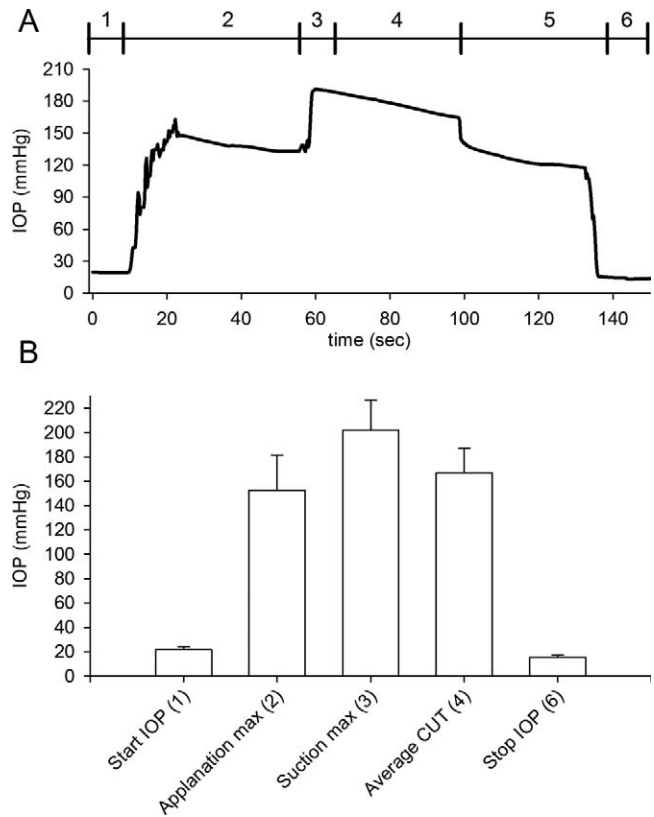 A
1 2 3 4 5 6
210
180
150
120
90
60
30
0
IOP (mmHg)
0 20 40 60 80 100 120 140
time (sec)
B
220
200
180
160
140
120
100
80
60
40
20
0
IOP (mmHg)
Start IOP (1)
Applanation max (2)
Suction max (3)
Average CUT (4)
Stop IOP (6)